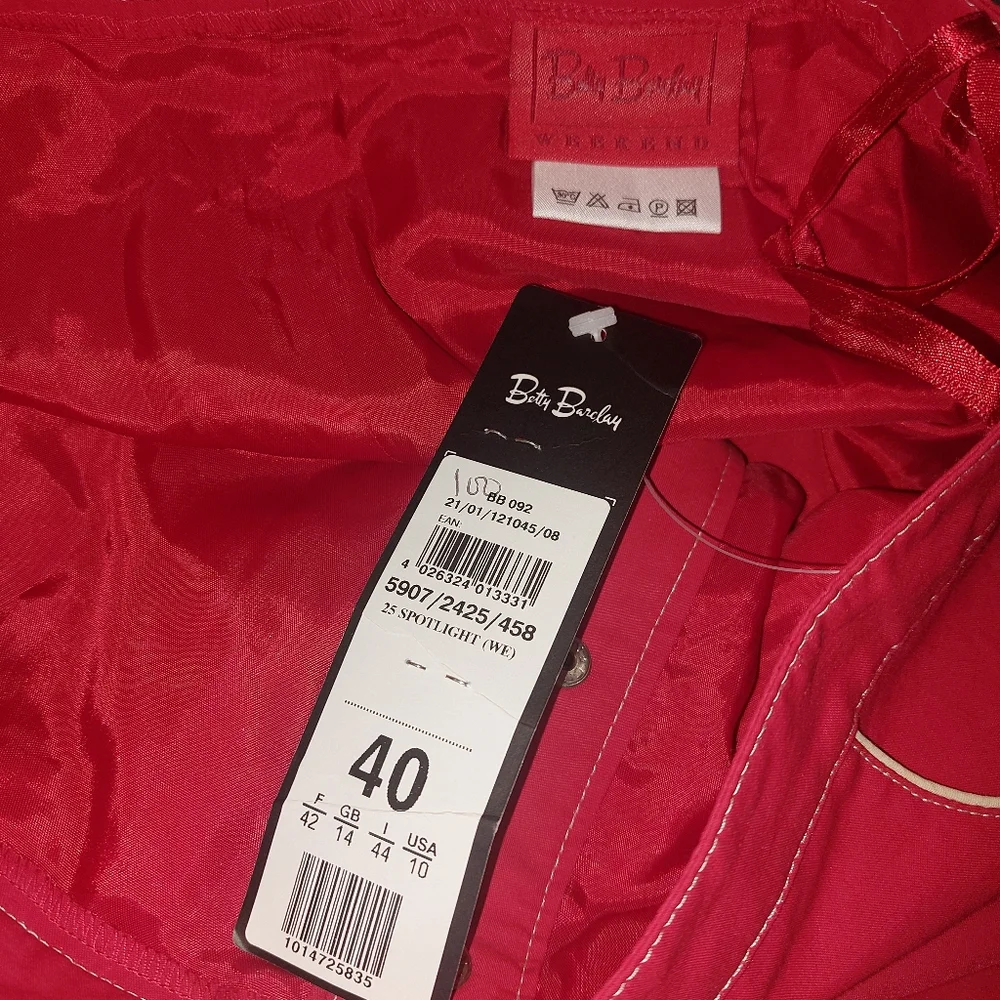 Betty Barclay
WEEKEND
30°C
P
Betty Barclay
100
BB 092
21/01/121045/08
EAN:
4 026324 013331
5907/2425/458
25 SPOTLIGHT (WE)
40
F GB I USA
42 14 44 10
1014725835